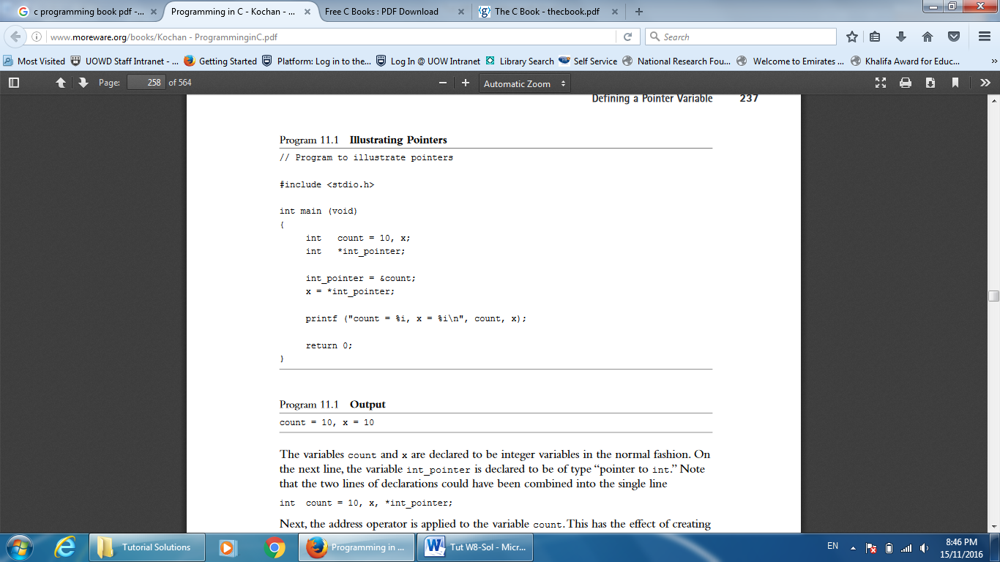 c programming book pdf -...
Programming in C - Kochan - ...
Free C Books : PDF Download
The C Book - thecbook.pdf
www.moreware.org/books/Kochan - ProgramminginC.pdf
Search
Most Visited
UOWD Staff Intranet - ...
Getting Started
Platform: Log in to the...
Log In @ UOW Intranet
Library Search
Self Service
National Research Fou...
Welcome to Emirates ...
Khalifa Award for Educ...
Page: 258 of 564
Automatic Zoom
Defining a Pointer Variable 237
Program 11.1 Illustrating Pointers
// Program to illustrate pointers
#include <stdio.h>
int main (void)
{
int count = 10, x;
int *int_pointer;
int_pointer = &count;
x = *int_pointer;
printf ("count = %i, x = %i\n", count, x);
return 0;
}
Program 11.1 Output
count = 10, x = 10
The variables count and x are declared to be integer variables in the normal fashion. On
the next line, the variable int_pointer is declared to be of type “pointer to int.” Note
that the two lines of declarations could have been combined into the single line
int count = 10, x, *int_pointer;
Next, the address operator is applied to the variable count. This has the effect of creating
Tutorial Solutions
Programming in ...
Tut W8-Sol - Micr...
EN
8:46 PM
15/11/2016